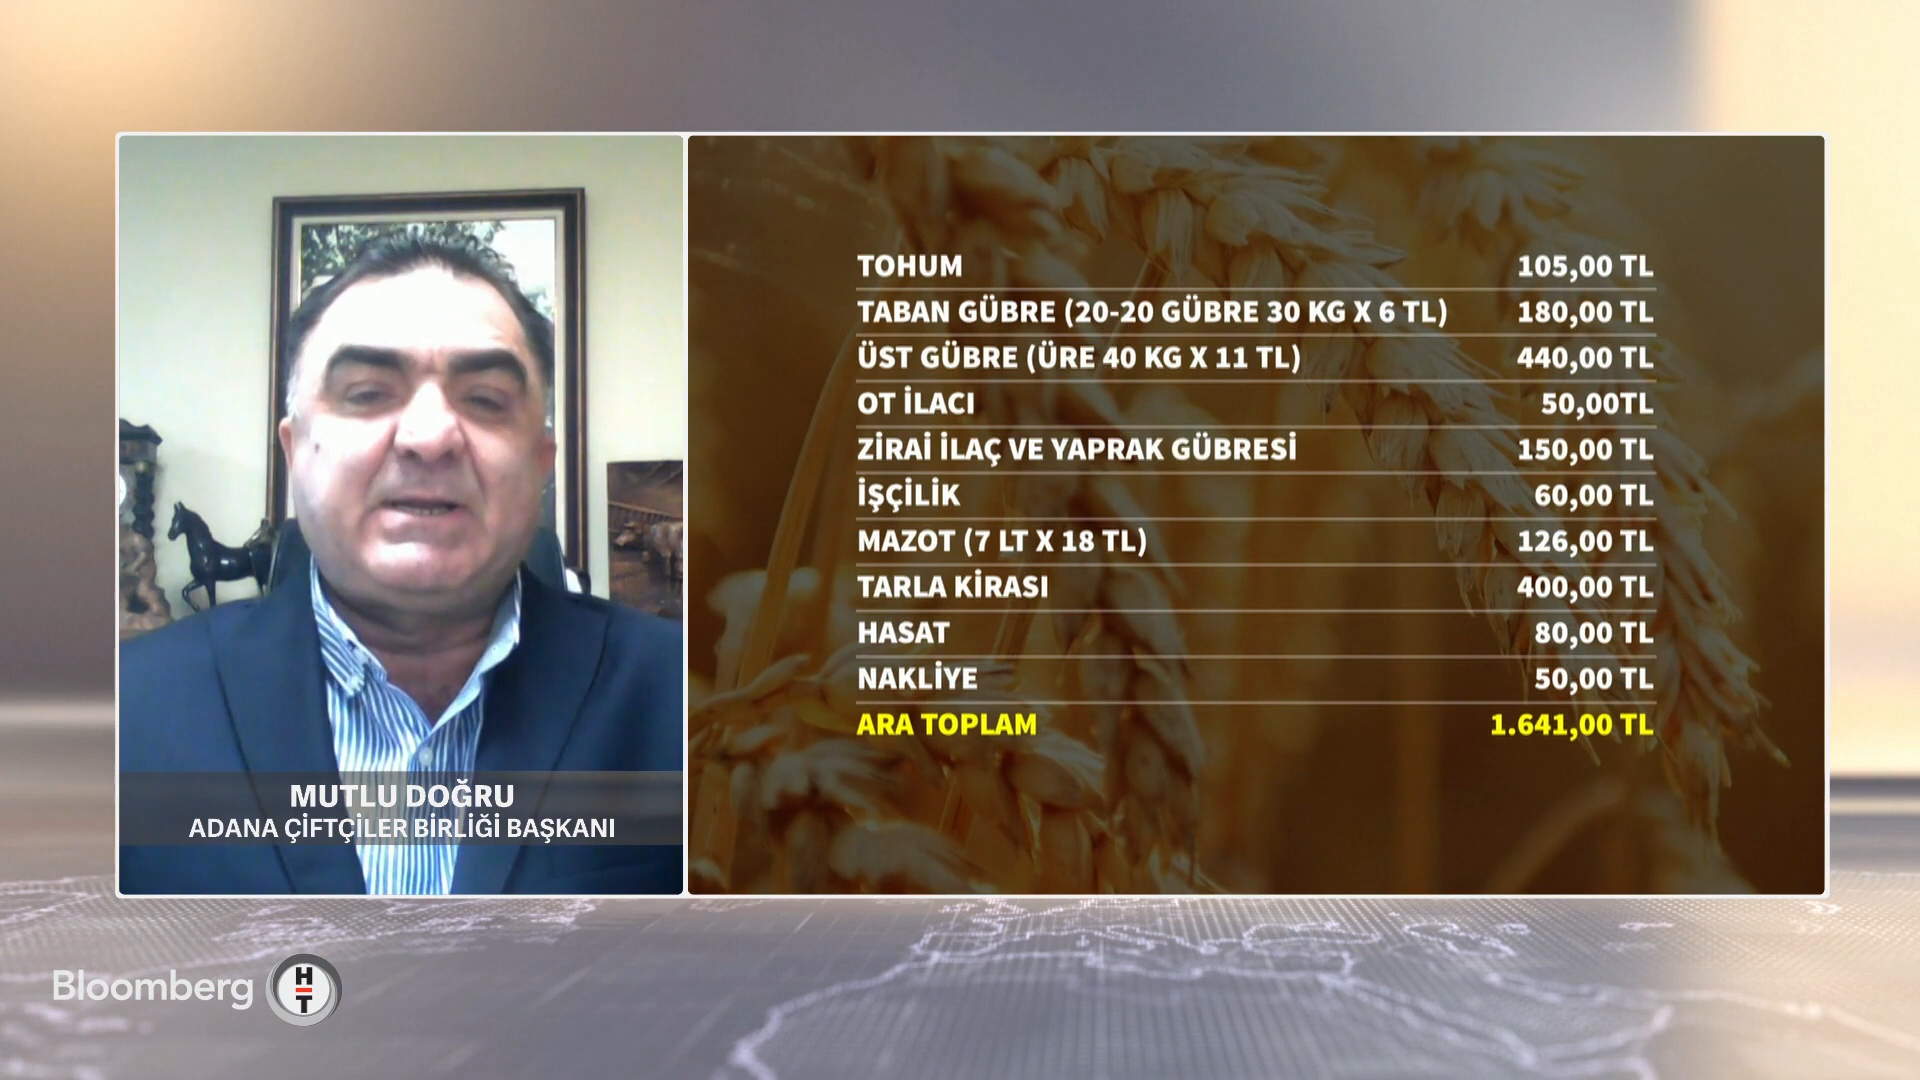 TOHUM 105,00 TL
TABAN GÜBRE (20-20 GÜBRE 30 KG X 6 TL) 180,00 TL
ÜST GÜBRE (ÜRE 40 KG X 11 TL) 440,00 TL
OT İLACI 50,00TL
ZİRAİ İLAÇ VE YAPRAK GÜBRESİ 150,00 TL
İŞÇİLİK 60,00 TL
MAZOT (7 LT X 18 TL) 126,00 TL
TARLA KİRASI 400,00 TL
HASAT 80,00 TL
NAKLİYE 50,00 TL
ARA TOPLAM 1.641,00 TL
MUTLU DOĞRU
ADANA ÇİFTÇİLER BİRLİĞİ BAŞKANI
Bloomberg HT